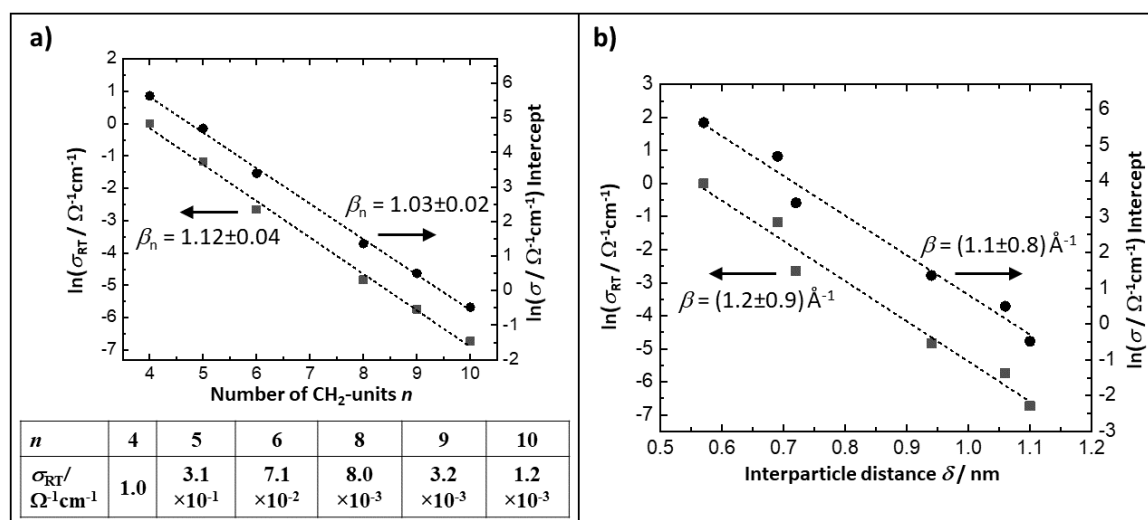 a)
ln(σRT / Ω-1cm-1)
2
1
0
-1
-2
-3
-4
-5
-6
-7
βn = 1.12±0.04
βn = 1.03±0.02
6
5
4
3
2
1
0
-1
-2
ln(σ / Ω-1cm-1) Intercept
4 5 6 7 8 9 10
Number of CH2-units n
n 4 5 6 8 9 10
σRT/ Ω-1cm-1 1.0 3.1 ×10-1 7.1 ×10-2 8.0 ×10-3 3.2 ×10-3 1.2 ×10-3
b)
ln(σRT / Ω-1cm-1)
3
2
1
0
-1
-2
-3
-4
-5
-6
-7
β = (1.2±0.9) Å-1
β = (1.1±0.8) Å-1
6
5
4
3
2
1
0
-1
-2
-3
ln(σ / Ω-1cm-1) Intercept
0.5 0.6 0.7 0.8 0.9 1.0 1.1 1.2
Interparticle distance δ / nm